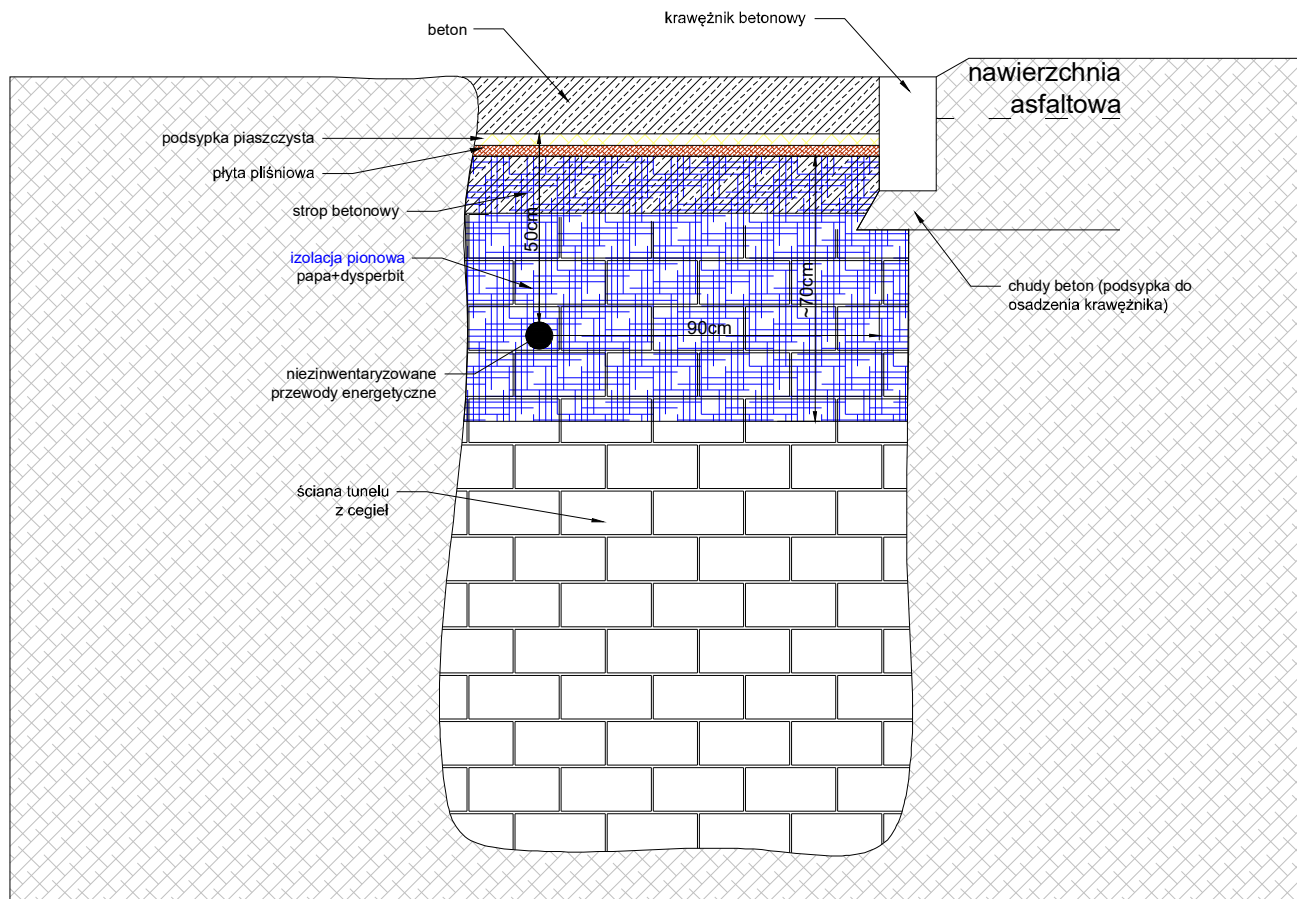 krawężnik betonowy
beton
nawierzchnia
asfaltowa
podsypka piaszczysta
płyta pliśniowa
strop betonowy
50cm
izolacja pionowa
papa+dysperbit
~70cm
chudy beton (podsypka do
osadzenia krawężnika)
90cm
niezinwentaryzowane
przewody energetyczne
ściana tunelu
z cegieł